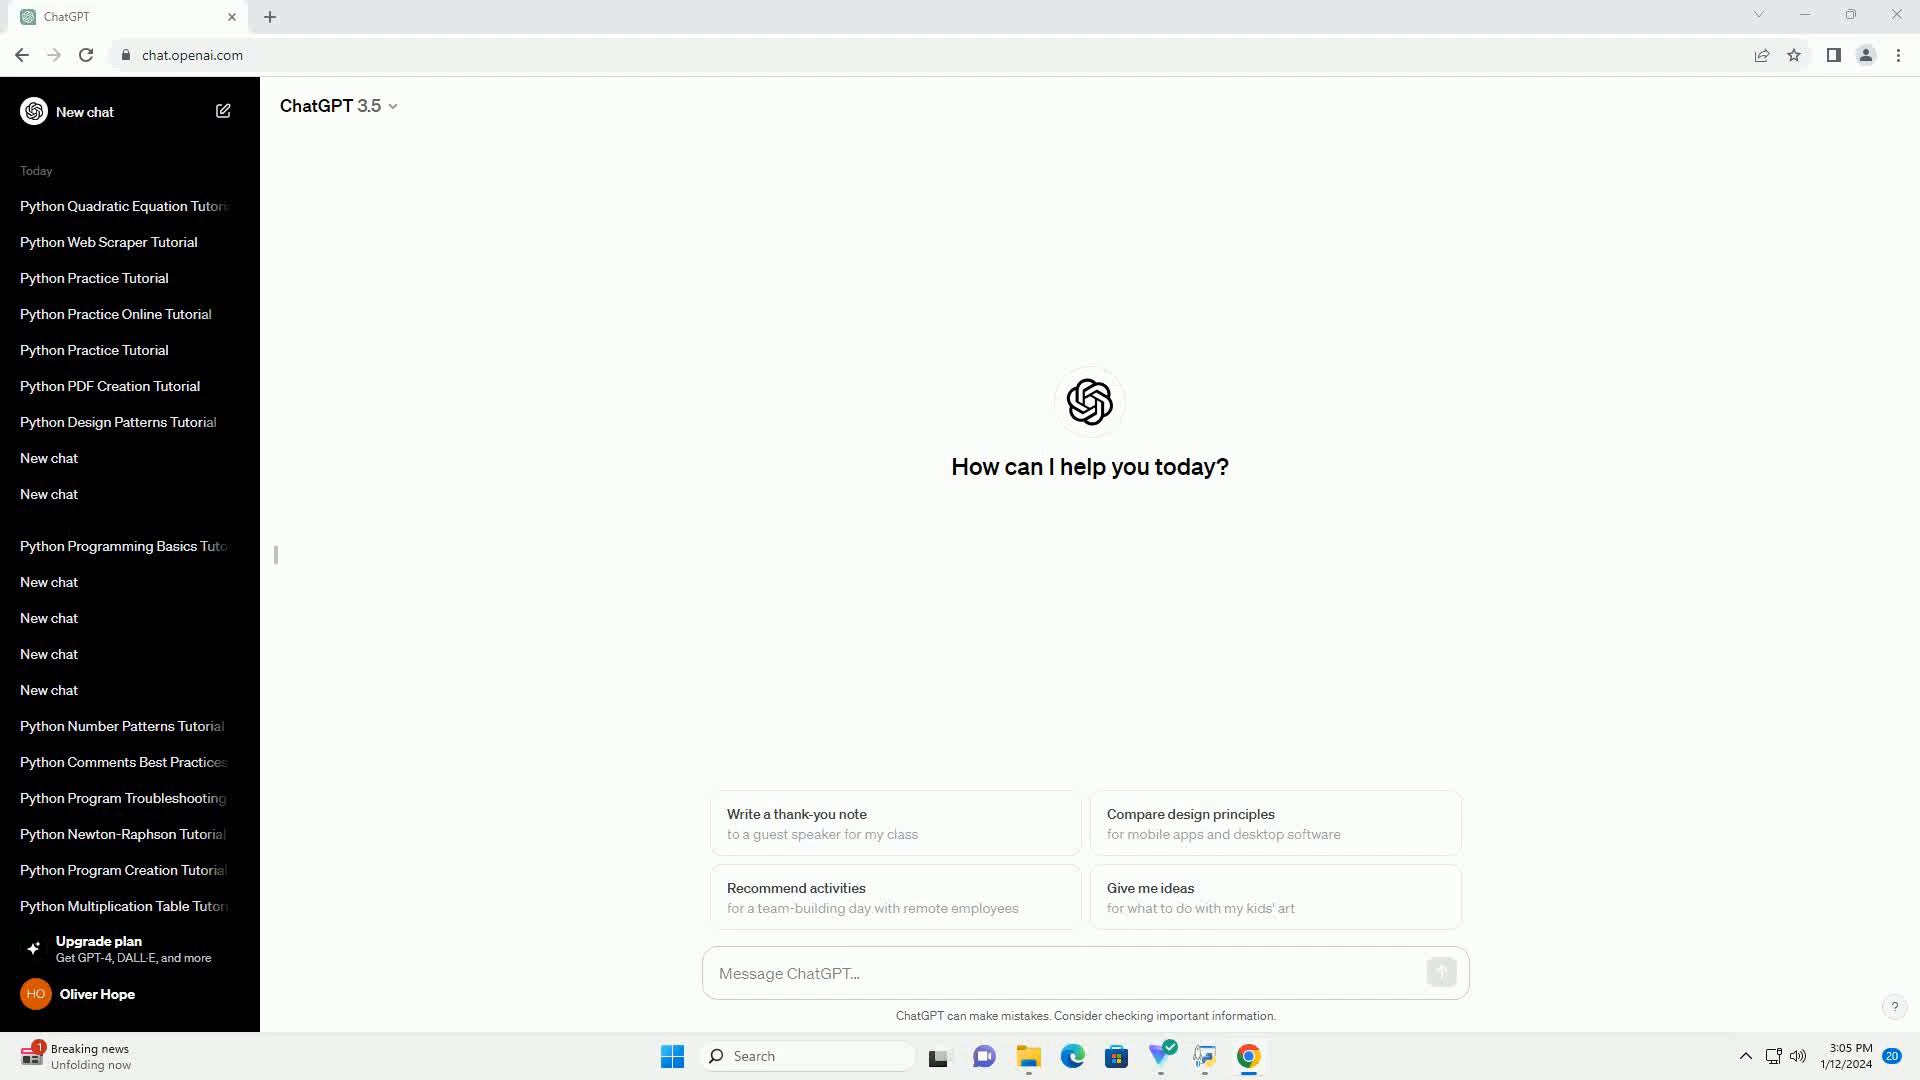 ChatGPT
chat.openai.com
New chat
ChatGPT 3.5
Today
Python Quadratic Equation Tutori
Python Web Scraper Tutorial
Python Practice Tutorial
Python Practice Online Tutorial
Python Practice Tutorial
Python PDF Creation Tutorial
Python Design Patterns Tutorial
New chat
New chat
Python Programming Basics Tuto
New chat
New chat
New chat
New chat
Python Number Patterns Tutorial
Python Comments Best Practices
Python Program Troubleshooting
Python Newton-Raphson Tutorial
Python Program Creation Tutorial
Python Multiplication Table Tutori
Upgrade plan
Get GPT-4, DALL·E, and more
HO
Oliver Hope
How can I help you today?
Write a thank-you note
to a guest speaker for my class
Compare design principles
for mobile apps and desktop software
Recommend activities
for a team-building day with remote employees
Give me ideas
for what to do with my kids' art
Message ChatGPT...
ChatGPT can make mistakes. Consider checking important information.
?
1
Breaking news
Unfolding now
Search
3:05 PM
1/12/2024
20